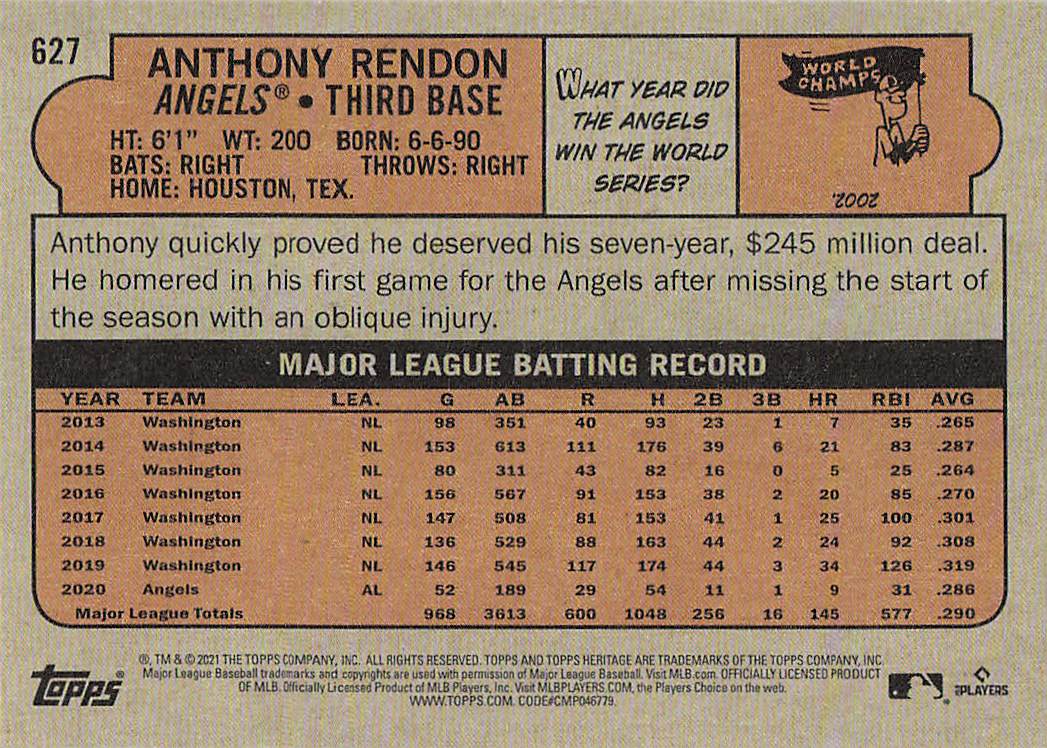 627
ANTHONY RENDON
ANGELS® • THIRD BASE
HT: 6'1" WT: 200 BORN: 6-6-90
BATS: RIGHT THROWS: RIGHT
HOME: HOUSTON, TEX.
WHAT YEAR DID
THE ANGELS
WIN THE WORLD
SERIES?
WORLD
CHAMPS
2002.
Anthony quickly proved he deserved his seven-year, $245 million deal.
He homered in his first game for the Angels after missing the start of
the season with an oblique injury.
MAJOR LEAGUE BATTING RECORD
YEAR TEAM LEA. G AB R H 2B 3B HR RBI AVG
2013 Washington NL 98 351 40 93 23 1 7 35 .265
2014 Washington NL 153 613 111 176 39 6 21 83 .287
2015 Washington NL 80 311 43 82 16 0 5 25 .264
2016 Washington NL 156 567 91 153 38 2 20 85 .270
2017 Washington NL 147 508 81 153 41 1 25 100 .301
2018 Washington NL 136 529 88 163 44 2 24 92 .308
2019 Washington NL 146 545 117 174 44 3 34 126 .319
2020 Angels AL 52 189 29 54 11 1 9 31 .286
Major League Totals 968 3613 600 1048 256 16 145 577 .290
®, TM & © 2021 THE TOPPS COMPANY, INC. ALL RIGHTS RESERVED. TOPPS AND TOPPS HERITAGE ARE TRADEMARKS OF THE TOPPS COMPANY, INC.
Major League Baseball trademarks and copyrights are used with permission of Major League Baseball. Visit MLB.com. OFFICIALLY LICENSED PRODUCT
OF MLB. Officially Licensed Product of MLB Players, Inc. Visit MLBPLAYERS.COM, the Players Choice on the web.
WWW.TOPPS.COM. CODE#CMP046779.
topps®
PLAYERS